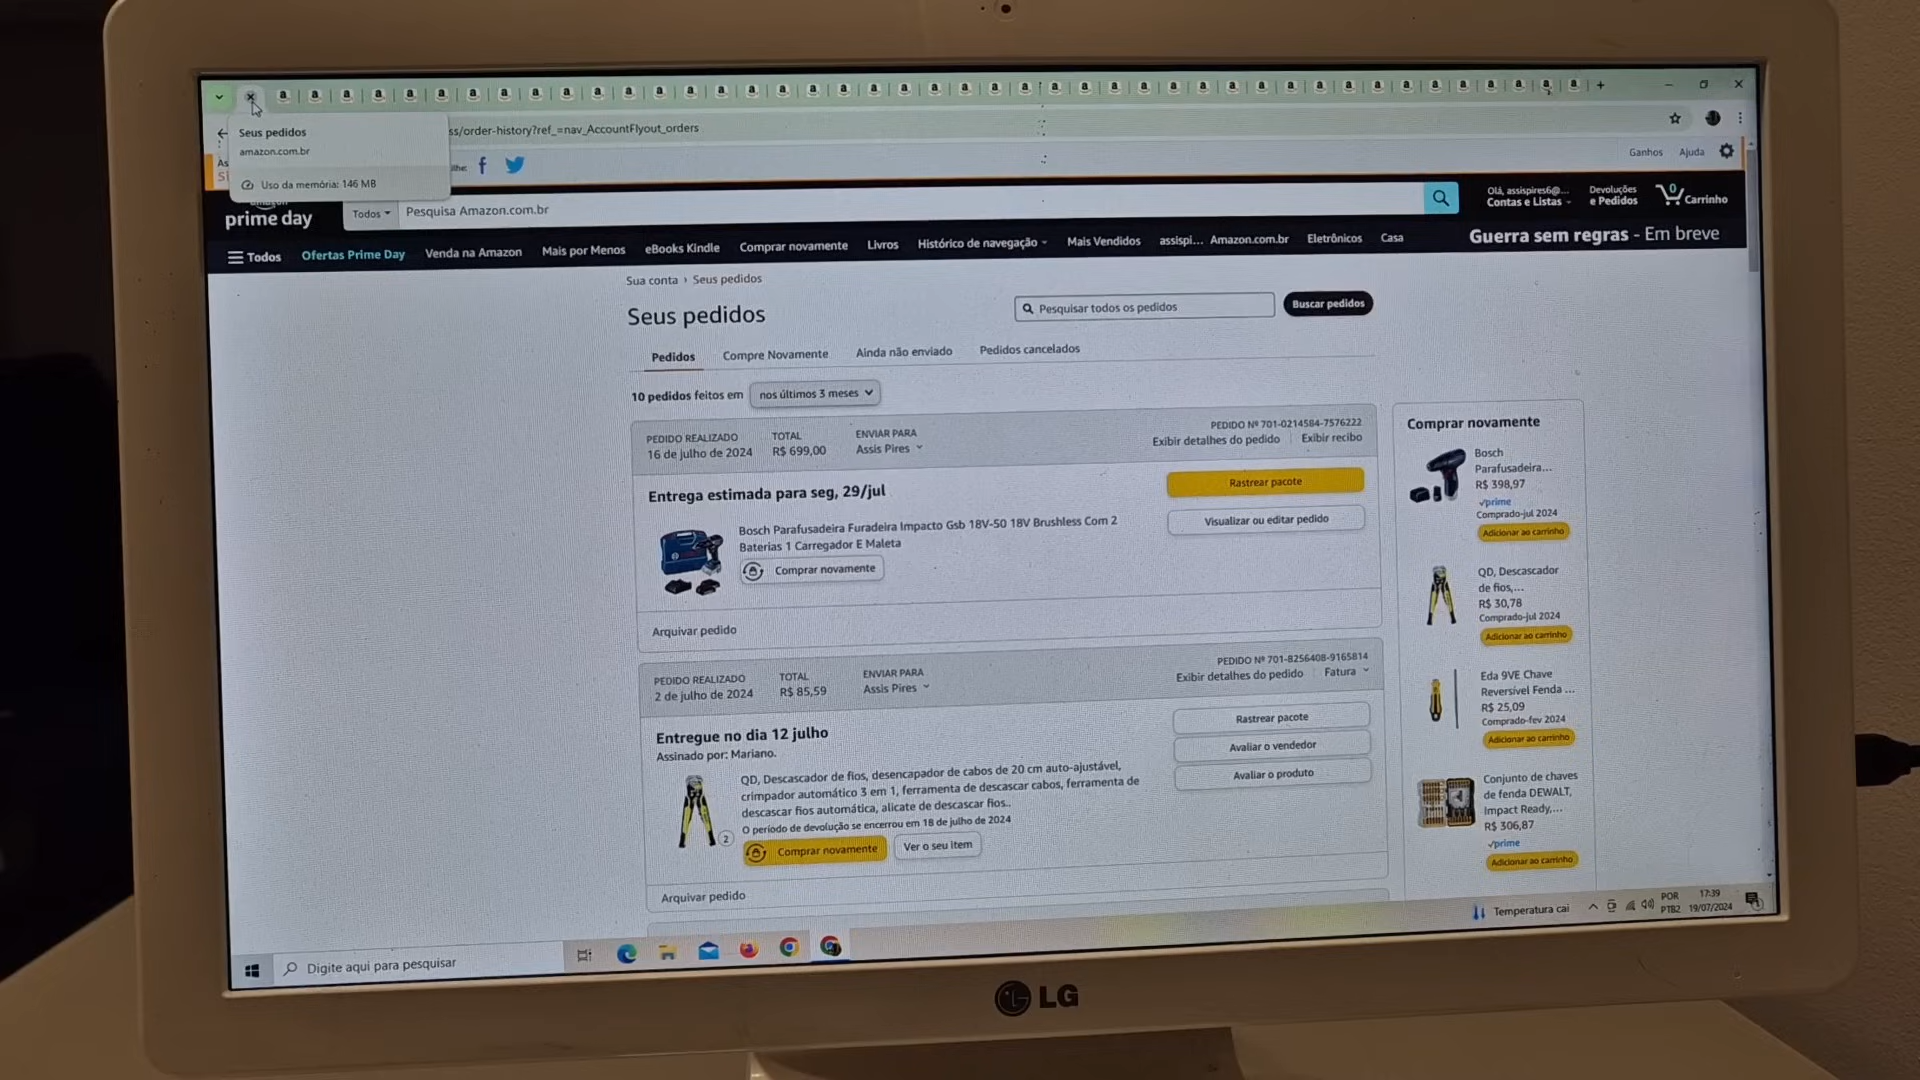 Seus pedidos
amazon.com.br
Uso da memória: 146 MB
ss/order-history?ref_=nav_AccountFlyout_orders
Ganhos
Ajuda
prime day
Todos
Pesquisa Amazon.com.br
Olá, assispires6@...
Contas e Listas
Devoluções
e Pedidos
0
Carrinho
Todos
Ofertas Prime Day
Venda na Amazon
Mais por Menos
eBooks Kindle
Comprar novamente
Livros
Histórico de navegação
Mais Vendidos
assispi...
Amazon.com.br
Eletrônicos
Casa
Guerra sem regras - Em breve
Sua conta › Seus pedidos
Seus pedidos
Pesquisar todos os pedidos
Buscar pedidos
Pedidos
Compre Novamente
Ainda não enviado
Pedidos cancelados
10 pedidos feitos em
nos últimos 3 meses
PEDIDO REALIZADO
16 de julho de 2024
TOTAL
R$ 699,00
ENVIAR PARA
Assis Pires
PEDIDO Nº 701-0214584-7576222
Exibir detalhes do pedido
Exibir recibo
Entrega estimada para seg, 29/jul
Bosch Parafusadeira Furadeira Impacto Gsb 18V-50 18V Brushless Com 2
Baterias 1 Carregador E Maleta
Comprar novamente
Rastrear pacote
Visualizar ou editar pedido
Arquivar pedido
PEDIDO REALIZADO
2 de julho de 2024
TOTAL
R$ 85,59
ENVIAR PARA
Assis Pires
PEDIDO Nº 701-8256408-9165814
Exibir detalhes do pedido
Fatura
Entregue no dia 12 julho
Assinado por: Mariano.
QD, Descascador de fios, desencapador de cabos de 20 cm auto-ajustável,
crimpador automático 3 em 1, ferramenta de descascar cabos, ferramenta de
descascar fios automática, alicate de descascar fios..
O período de devolução se encerrou em 18 de julho de 2024
2
Comprar novamente
Ver o seu item
Rastrear pacote
Avaliar o vendedor
Avaliar o produto
Arquivar pedido
Comprar novamente
Bosch
Parafusadeira...
R$ 398,97
prime
Comprado-jul 2024
Adicionar ao carrinho
QD, Descascador
de fios,...
R$ 30,78
Comprado-jul 2024
Adicionar ao carrinho
Eda 9VE Chave
Reversível Fenda ...
R$ 25,09
Comprado-fev 2024
Adicionar ao carrinho
Conjunto de chaves
de fenda DEWALT,
Impact Ready,...
R$ 306,87
prime
Adicionar ao carrinho
Digite aqui para pesquisar
Temperatura cai
POR
PTB2
17:39
19/07/2024
LG